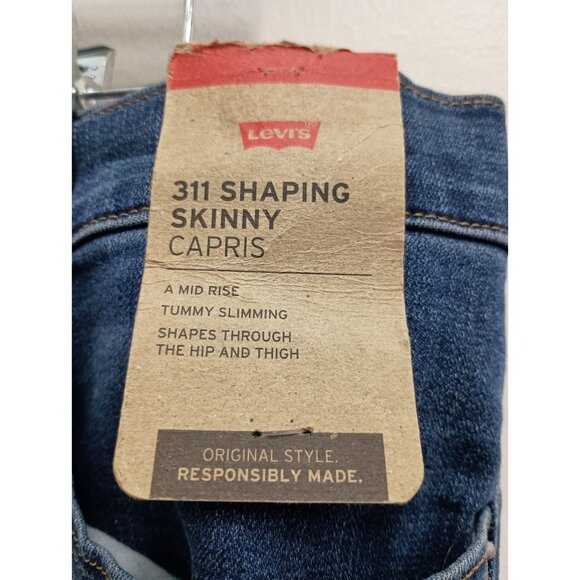 Levi's
311 SHAPING
SKINNY
CAPRIS
A MID RISE
TUMMY SLIMMING
SHAPES THROUGH
THE HIP AND THIGH
ORIGINAL STYLE.
RESPONSIBLY MADE.